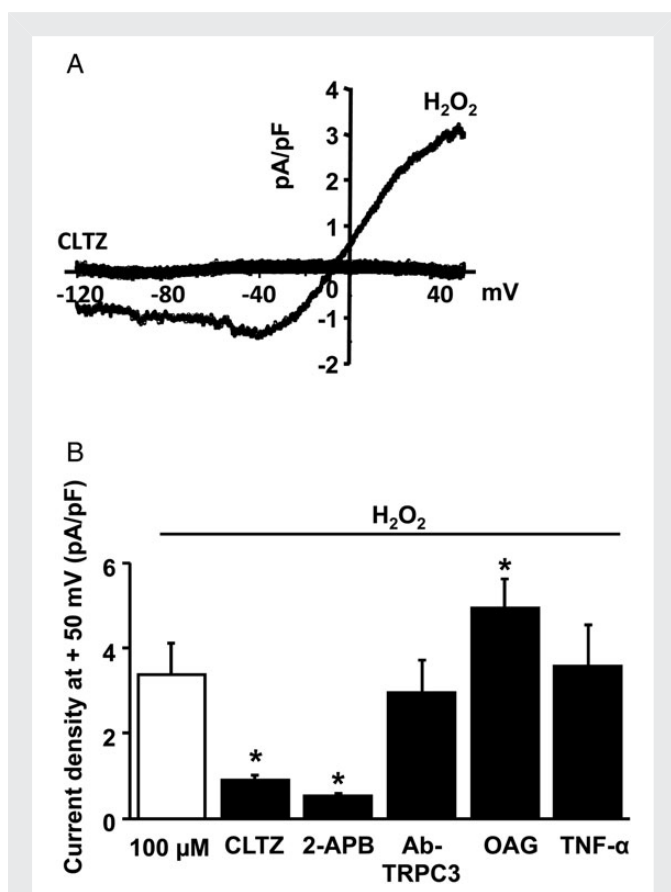 A
4
H₂O₂
pA/pF
3
2
1
CLTZ
-120 -80 -40 0 40 mV
-1
-2
B
Current density at + 50 mV (pA/pF)
H₂O₂
6
*
4
2
* *
0
100 µM CLTZ 2-APB Ab- OAG TNF-α
TRPC3